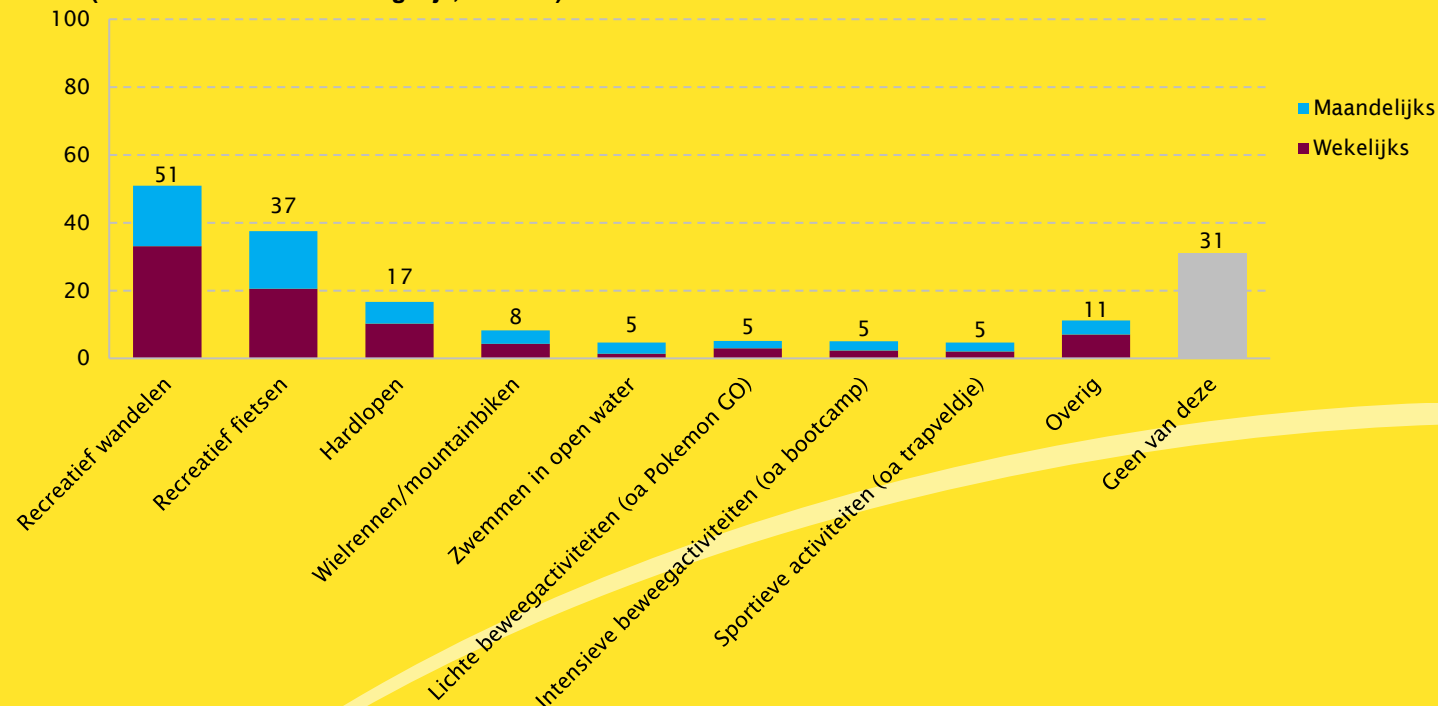 100
80
60
40
20
0
51
37
17
8
5
5
5
5
11
31
Maandelijks
Wekelijks
Recreatief wandelen
Recreatief fietsen
Hardlopen
Wielrennen/mountainbiken
Zwemmen in open water
Lichte beweegactiviteiten (oa Pokemon GO)
Intensieve beweegactiviteiten (oa bootcamp)
Sportieve activiteiten (oa trapveldje)
Overig
Geen van deze